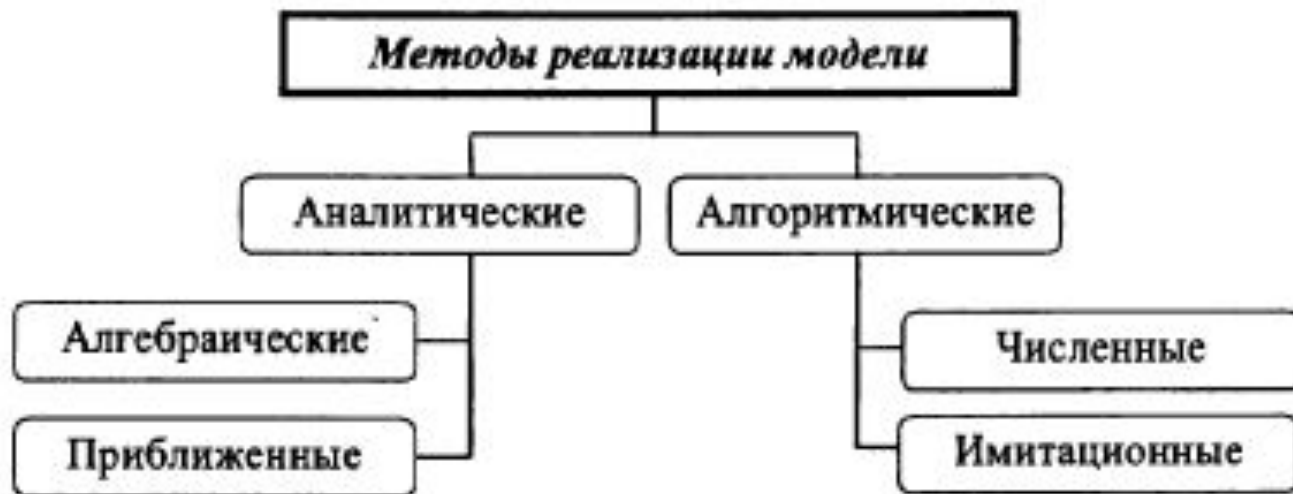 Методы реализации модели
Аналитические
Алгоритмические
Алгебраические
Численные
Приближенные
Имитационные